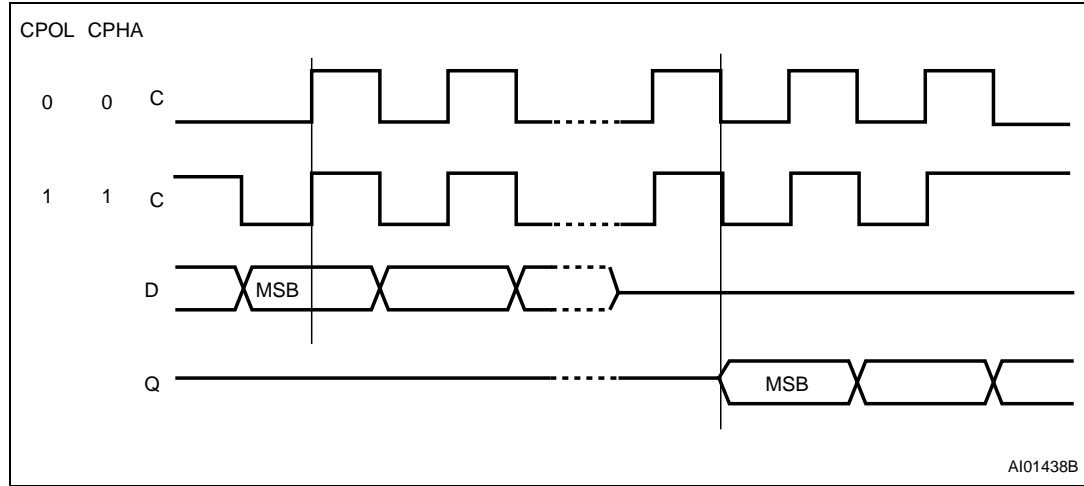 CPOL CPHA
0 0 C
1 1 C
D MSB
Q MSB
AI01438B